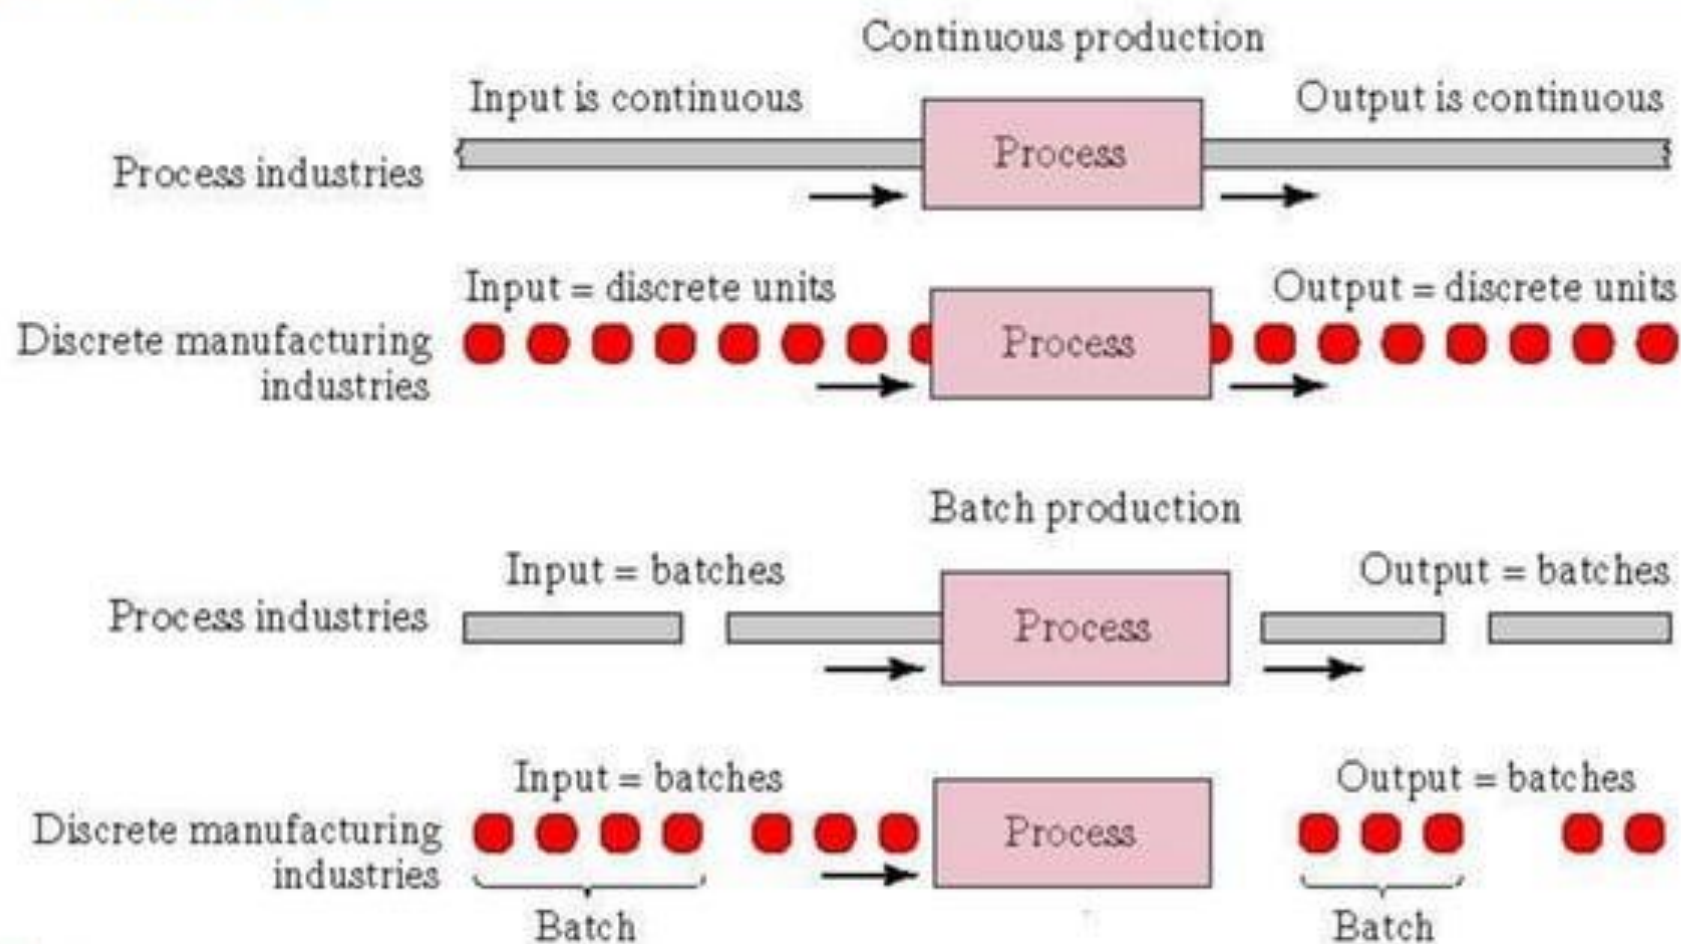 Continuous production
Input is continuous
Output is continuous
Process industries
Process
Input = discrete units
Output = discrete units
Discrete manufacturing
industries
Process
Batch production
Input = batches
Output = batches
Process industries
Process
Input = batches
Output = batches
Discrete manufacturing
industries
Process
Batch
Batch